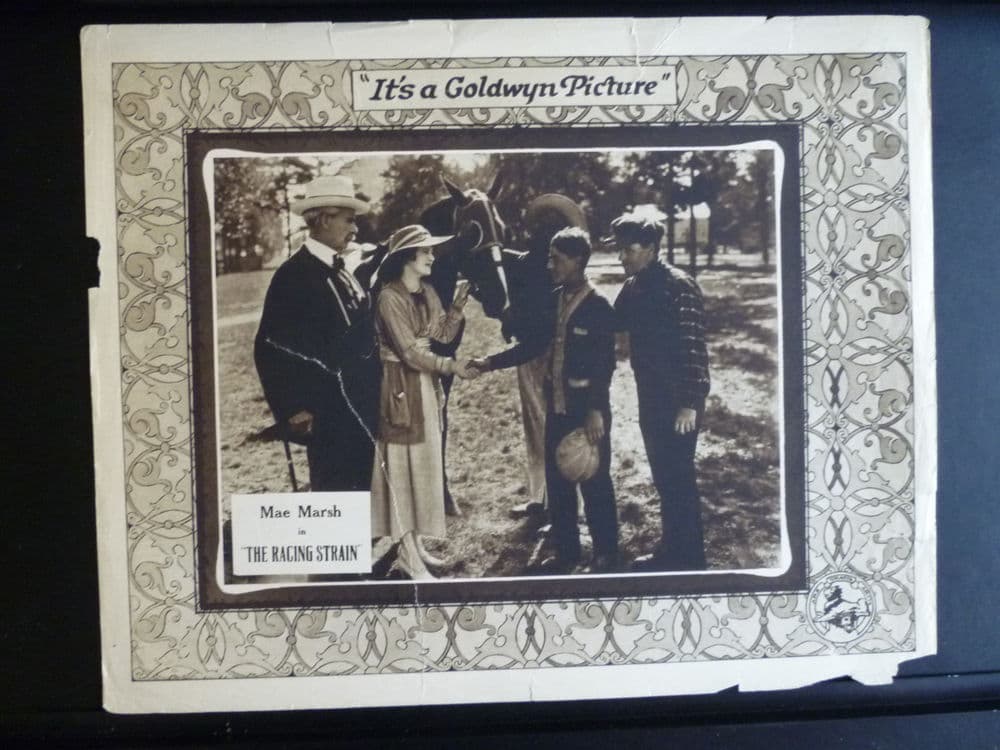 "It's a Goldwyn Picture"
Mae Marsh
in
"THE RACING STRAIN"